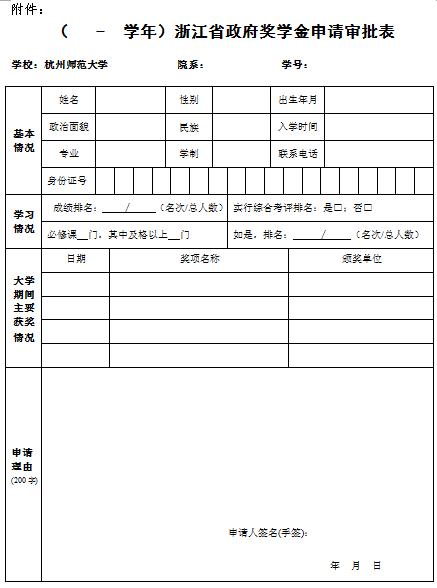 附件：
（　-　学年）浙江省政府奖学金申请审批表
学校：杭州师范大学　院系：　学号：
基本情况
姓名　性别　出生年月
政治面貌　民族　入学时间
专业　学制　联系电话
身份证号
学习情况
成绩排名：____/____（名次/总人数）　实行综合考评排名：是□；否□
必修课__门，其中及格以上__门　如是，排名：____/____（名次/总人数）
大学期间主要获奖情况
日期　奖项名称　颁奖单位
申请理由
(200字)
申请人签名(手签)：
年　月　日